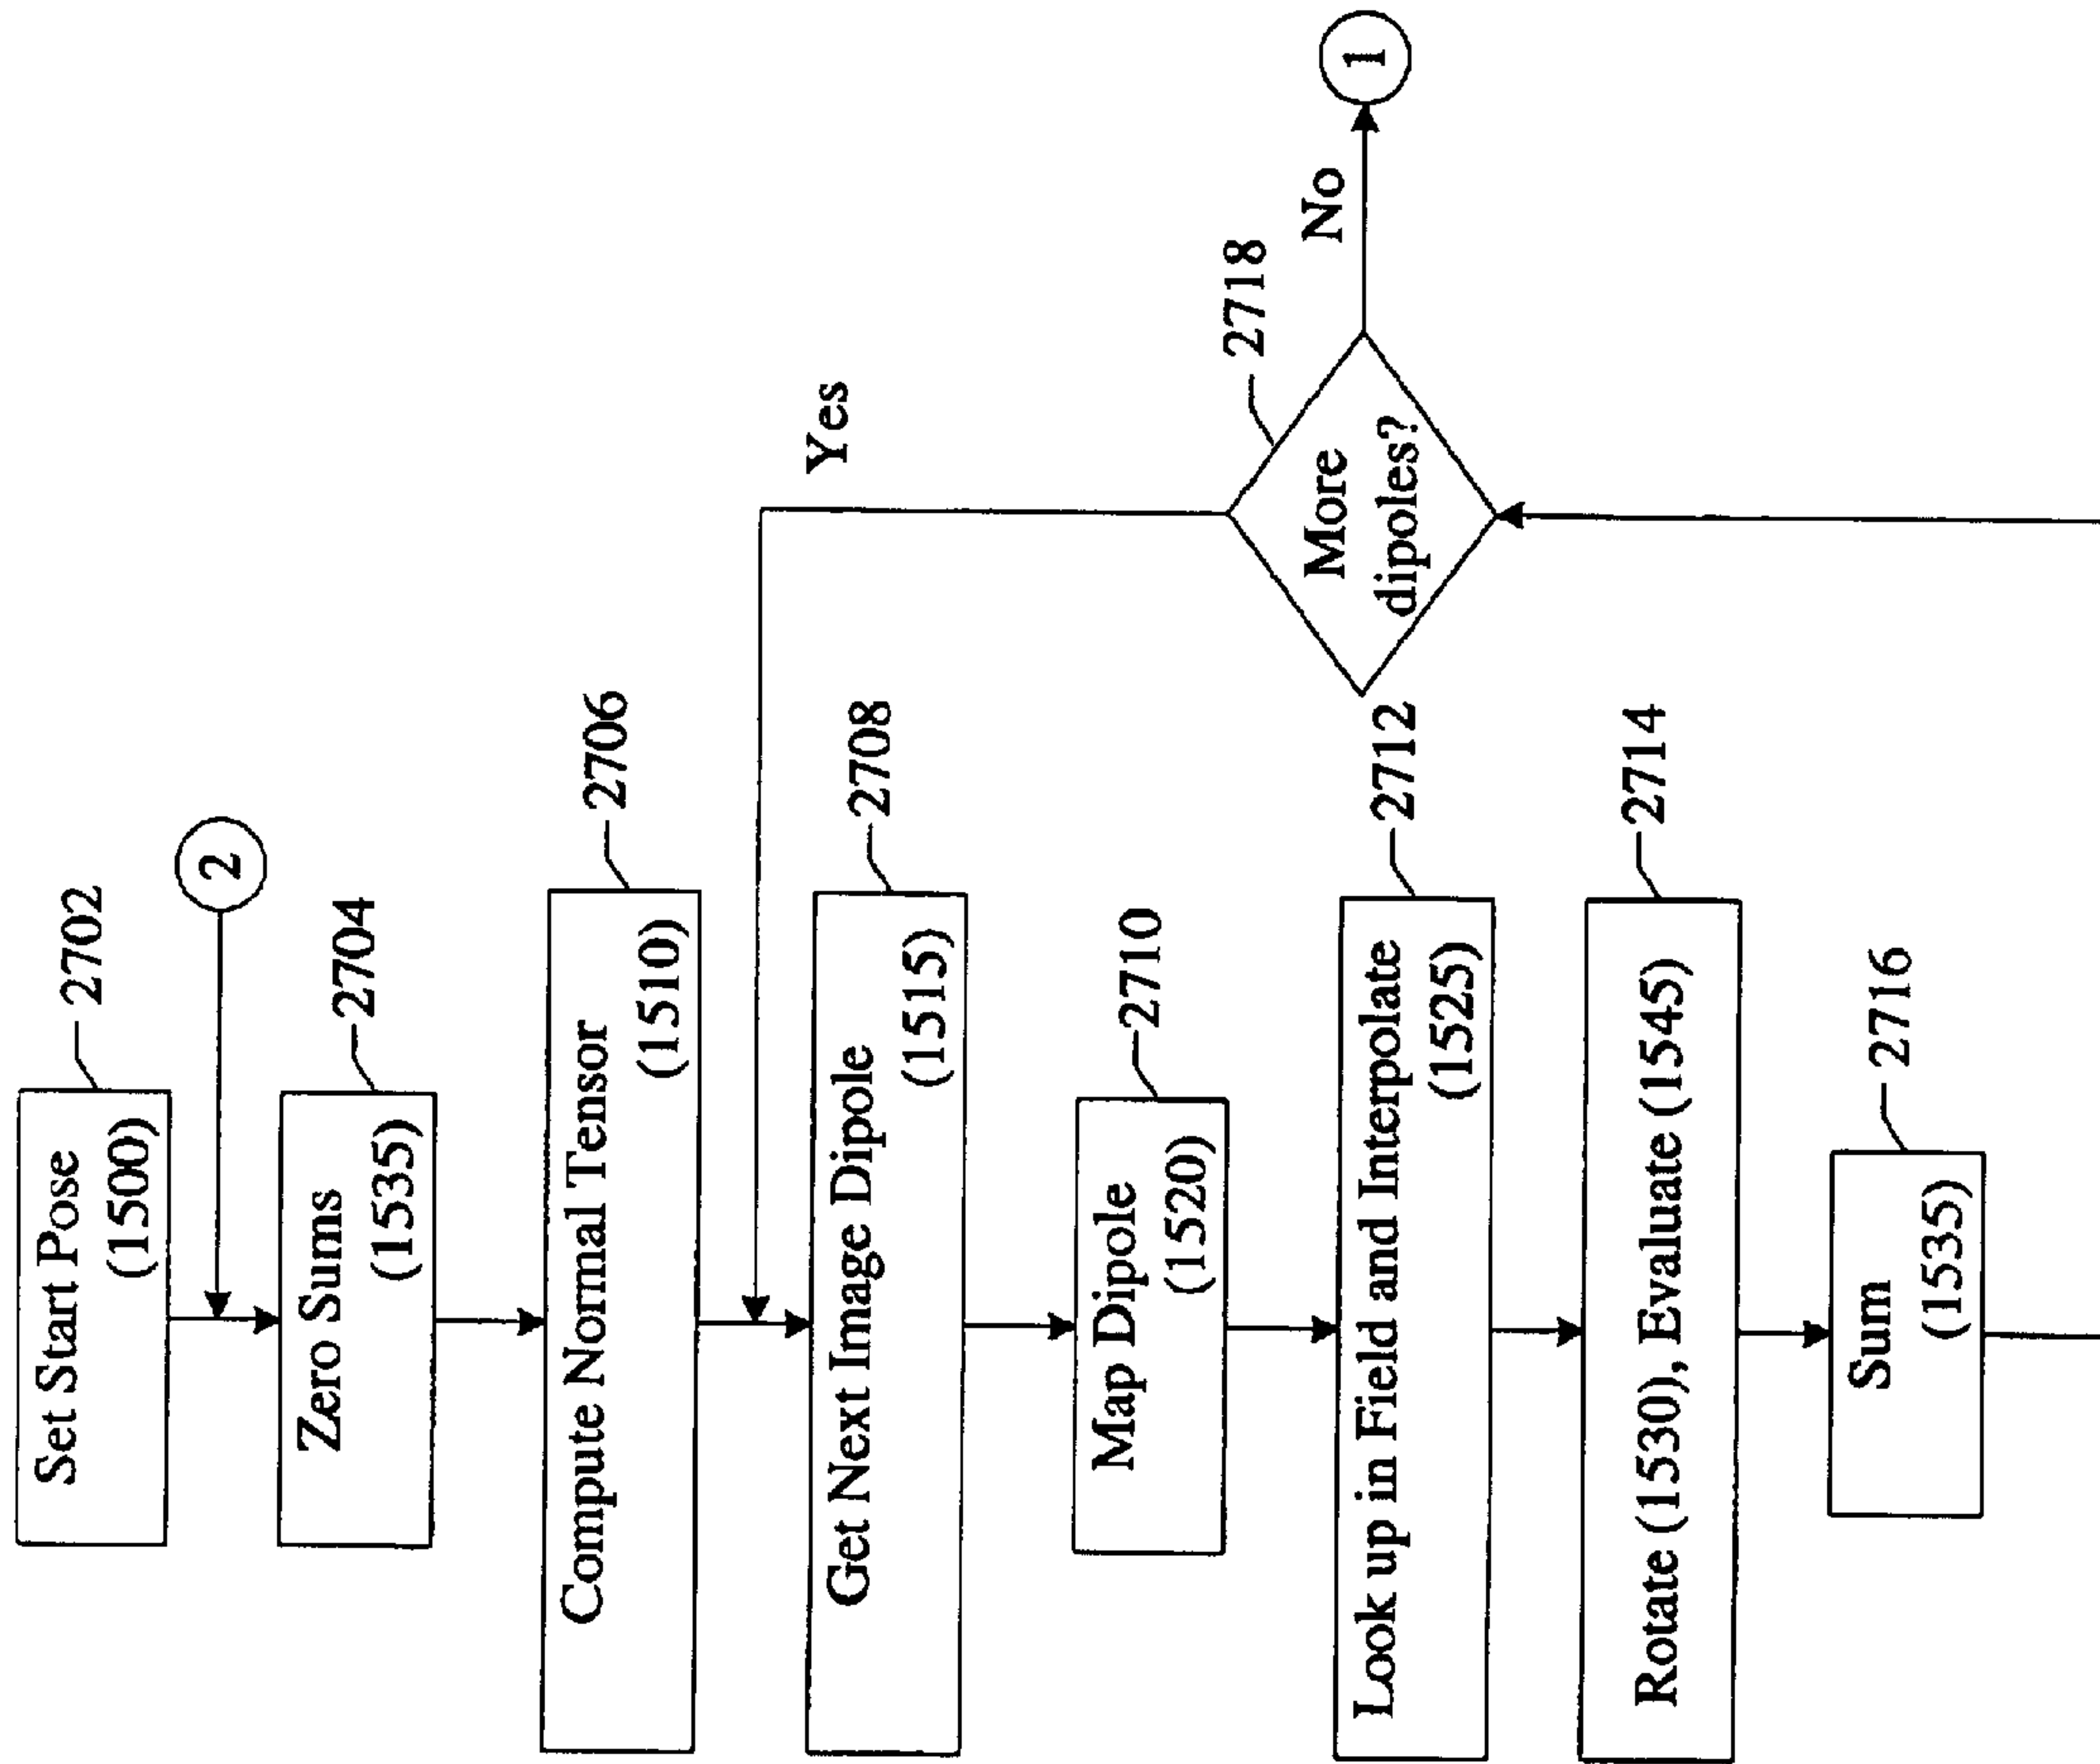 Set Start Pose
(1500)
2702
2
Zero Sums
(1535)
2704
Compute Normal Tensor
(1510)
2706
Get Next Image Dipole
(1515)
2708
Map Dipole
(1520)
2710
Look up in Field and Interpolate
(1525)
2712
Rotate (1530), Evaluate (1545)
2714
Sum
(1535)
2716
More
dipoles?
2718
Yes
No
1